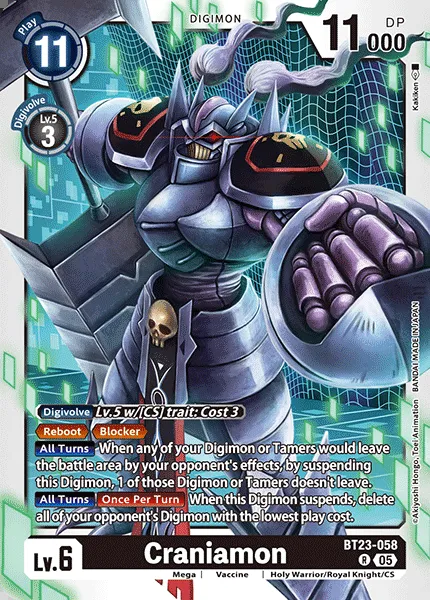 Play
11
DIGIMON
11000
DP
Digivolve
Lv.5
3
Kakiken
Digivolve Lv.5 w/[CS] trait: Cost 3
Reboot Blocker
All Turns When any of your Digimon or Tamers would leave
the battle area by your opponent's effects, by suspending
this Digimon, 1 of those Digimon or Tamers doesn't leave.
All Turns Once Per Turn When this Digimon suspends, delete
all of your opponent's Digimon with the lowest play cost.
©Akiyoshi Hongo, Toei Animation BANDAI MADE IN JAPAN
Lv.6
Craniamon
BT23-058
R 05
Mega | Vaccine | Holy Warrior/Royal Knight/CS